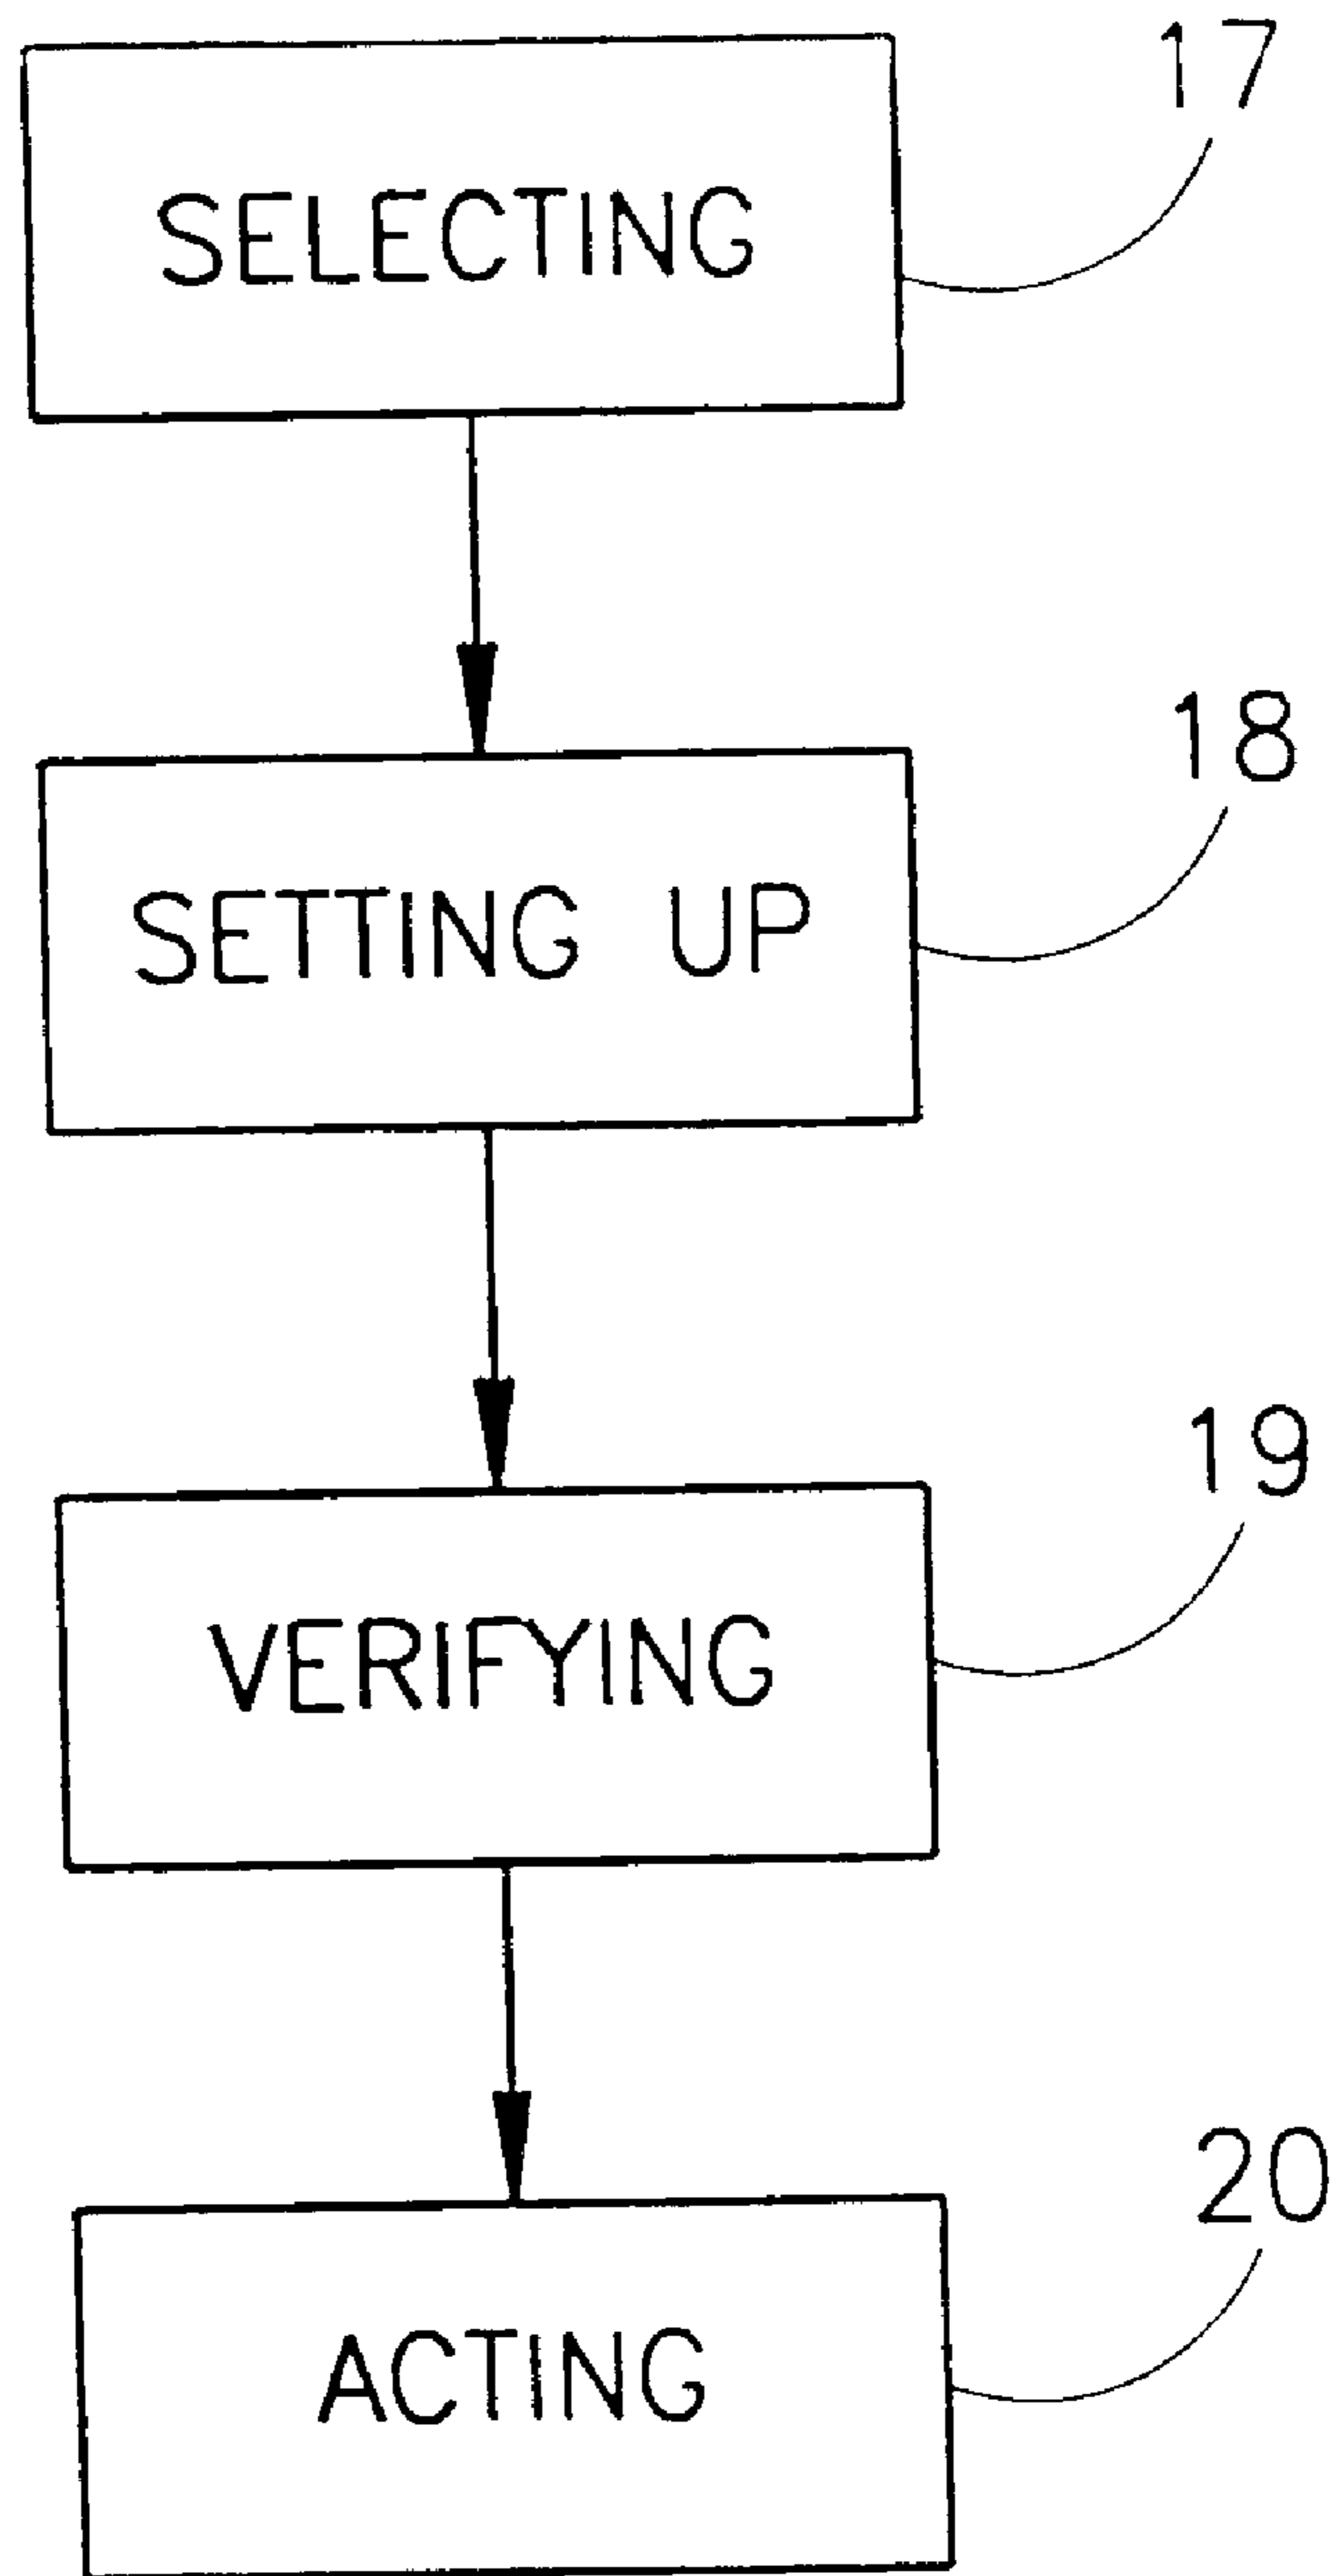 17
SELECTING
18
SETTING UP
19
VERIFYING
20
ACTING